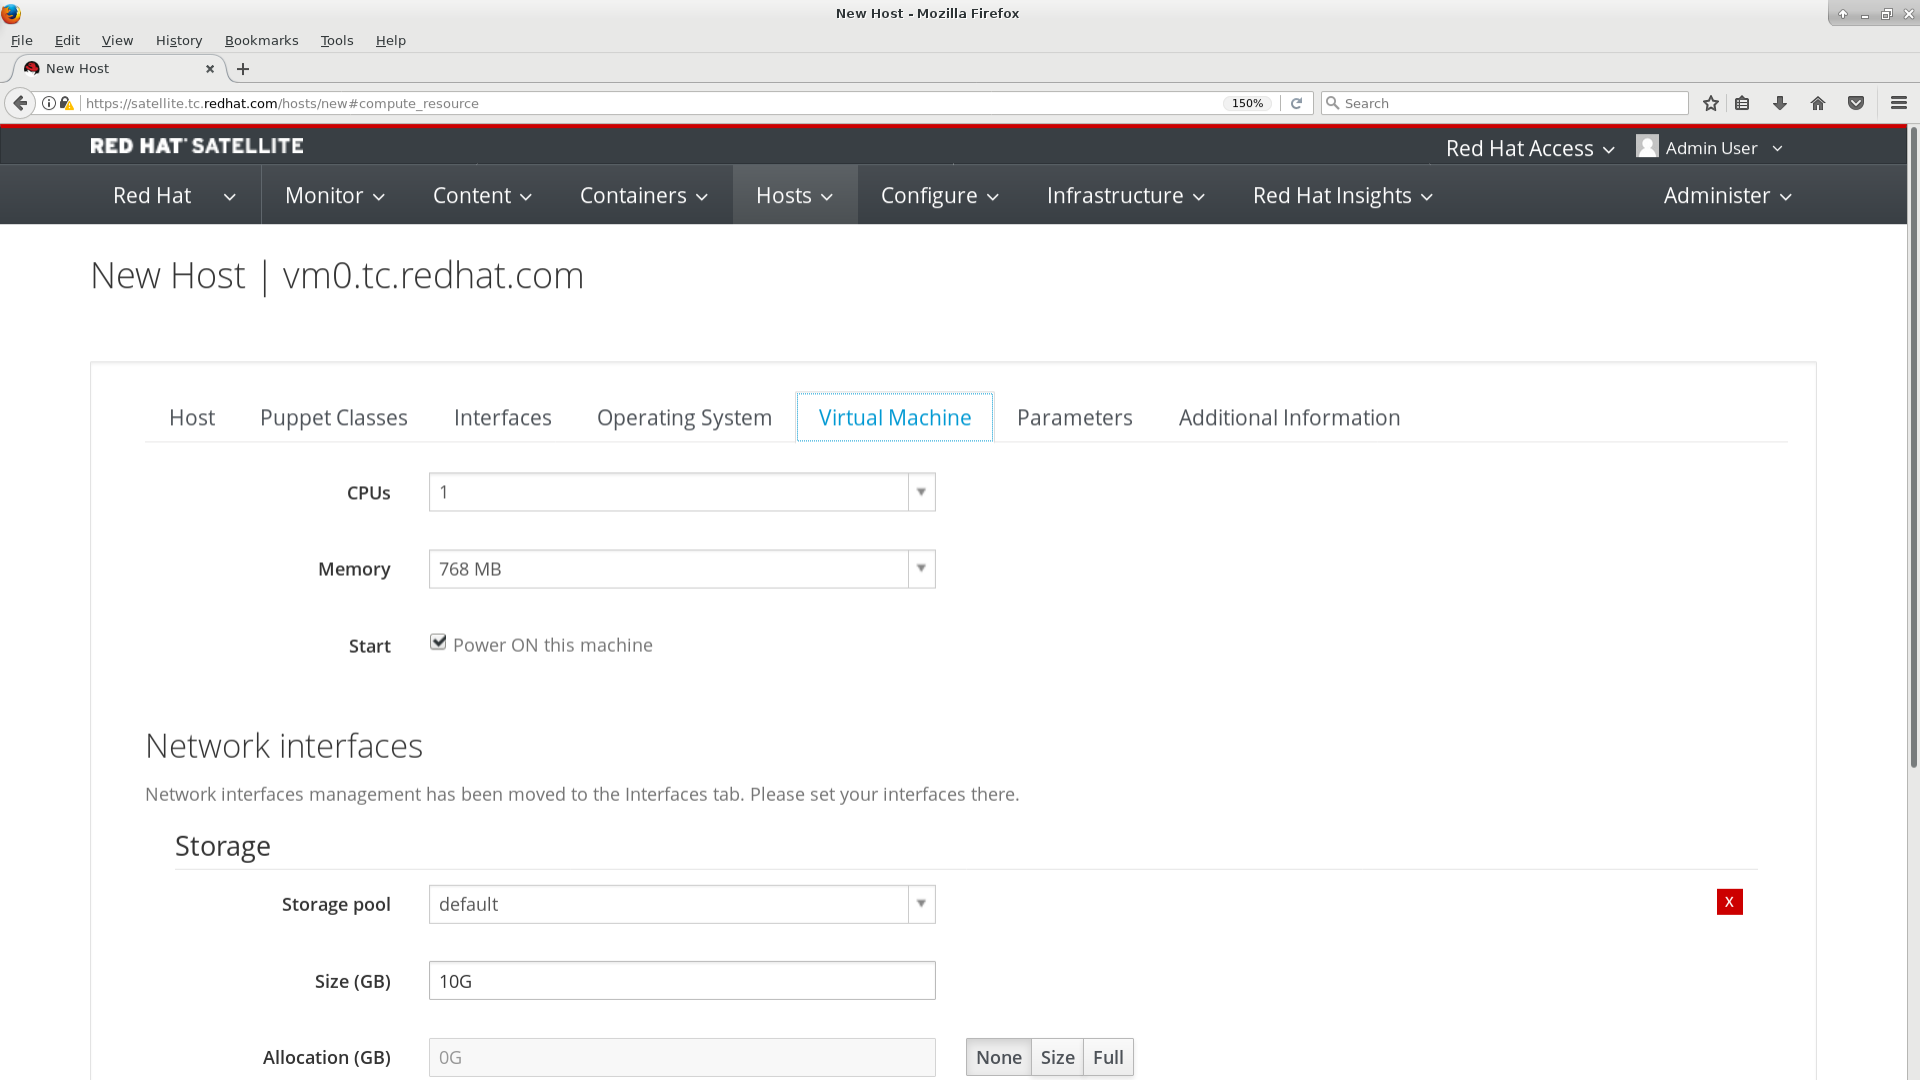 New Host - Mozilla Firefox
File Edit View History Bookmarks Tools Help
New Host
https://satellite.tc.redhat.com/hosts/new#compute_resource 150% Search
RED HAT SATELLITE Red Hat Access Admin User
Red Hat Monitor Content Containers Hosts Configure Infrastructure Red Hat Insights Administer
New Host | vm0.tc.redhat.com
Host Puppet Classes Interfaces Operating System Virtual Machine Parameters Additional Information
CPUs 1
Memory 768 MB
Start Power ON this machine
Network interfaces
Network interfaces management has been moved to the Interfaces tab. Please set your interfaces there.
Storage
Storage pool default X
Size (GB) 10G
Allocation (GB) 0G None Size Full